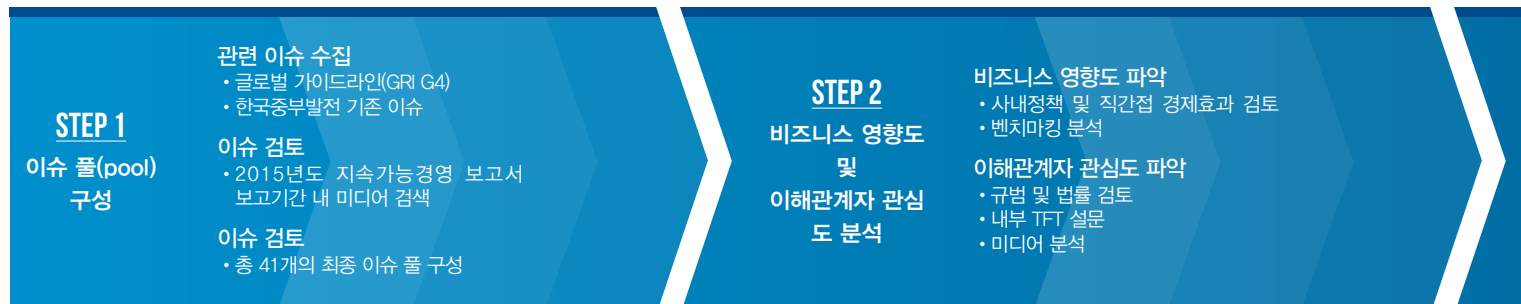 STEP 1
이슈 풀(pool)
구성
관련 이슈 수집
• 글로벌 가이드라인(GRI G4)
• 한국중부발전 기존 이슈
이슈 검토
• 2015년도 지속가능경영 보고서
보고기간 내 미디어 검색
이슈 검토
• 총 41개의 최종 이슈 풀 구성
STEP 2
비즈니스 영향도
및
이해관계자 관심
도 분석
비즈니스 영향도 파악
• 사내정책 및 직간접 경제효과 검토
• 벤치마킹 분석
이해관계자 관심도 파악
• 규범 및 법률 검토
• 내부 TFT 설문
• 미디어 분석